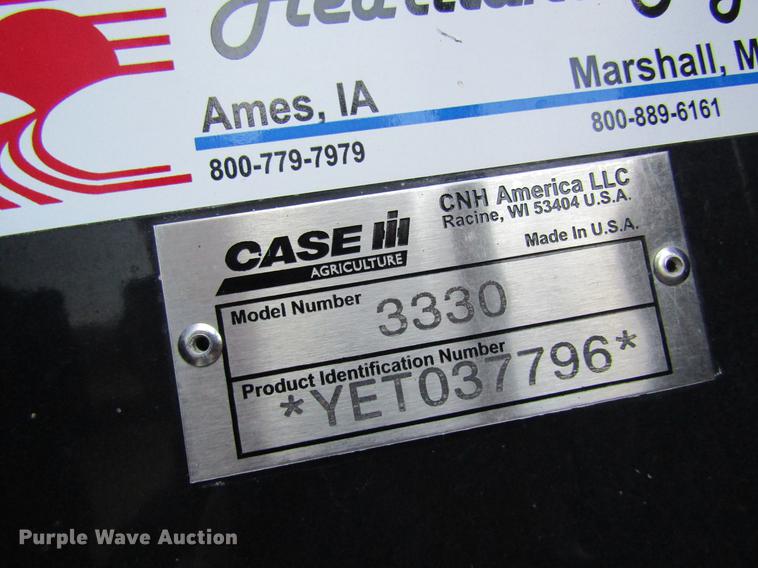 Ames, IA
Marshall, M
800-779-7979
800-889-6161
CASE IH
AGRICULTURE
CNH America LLC
Racine, WI 53404 U.S.A.
Made In U.S.A.
Model Number 3330
Product Identification Number
*YET037796*
Purple Wave Auction